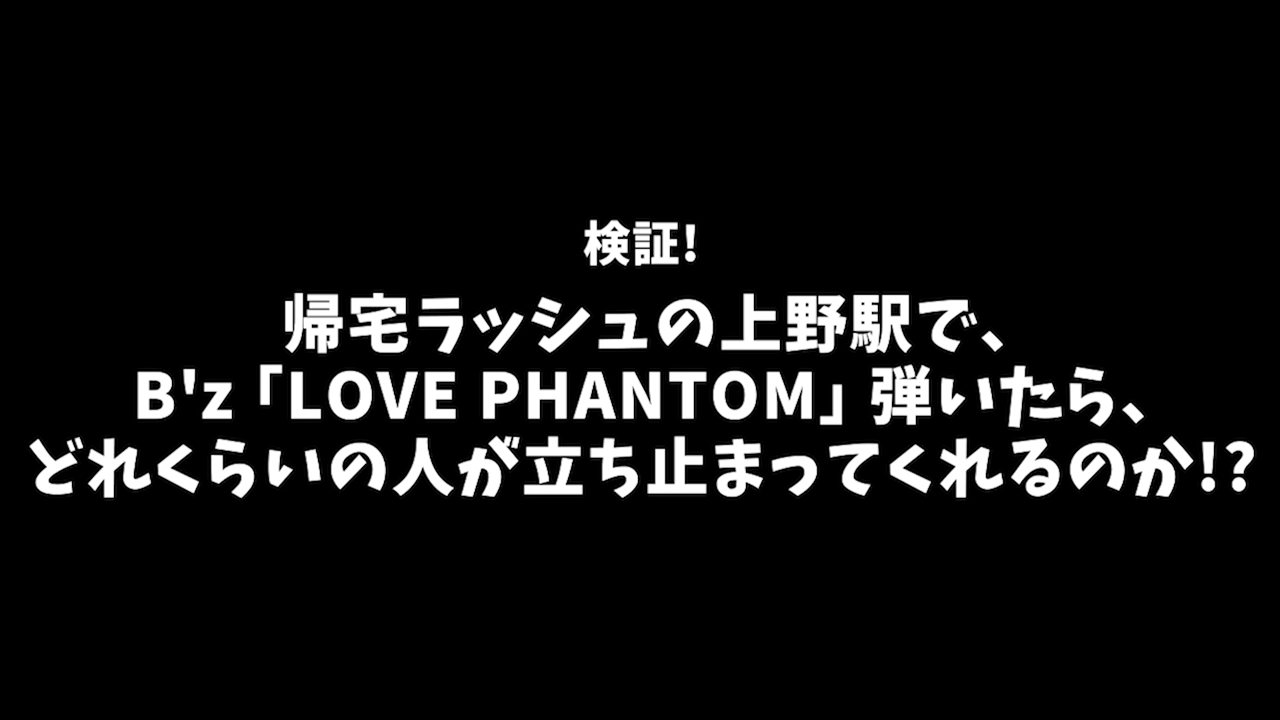 検証!
帰宅ラッシュの上野駅で、
B'z「LOVE PHANTOM」弾いたら、
どれくらいの人が立ち止まってくれるのか!?